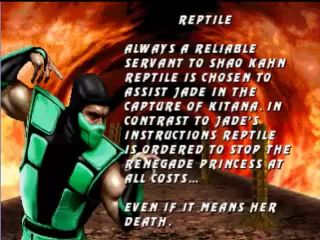 REPTILE
ALWAYS A RELIABLE
SERVANT TO SHAO KAHN
REPTILE IS CHOSEN TO
ASSIST JADE IN THE
CAPTURE OF KITANA. IN
CONTRAST TO JADE'S
INSTRUCTIONS REPTILE
IS ORDERED TO STOP THE
RENEGADE PRINCESS AT
ALL COSTS...
EVEN IF IT MEANS HER
DEATH.